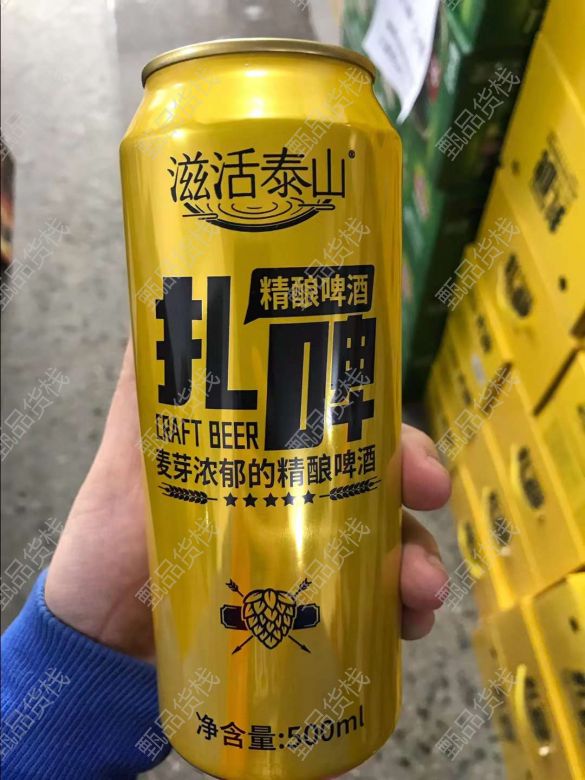 滋活泰山®
精酿啤酒
扎啤
CRAFT BEER
麦芽浓郁的精酿啤酒
净含量:500ml
甄品货栈